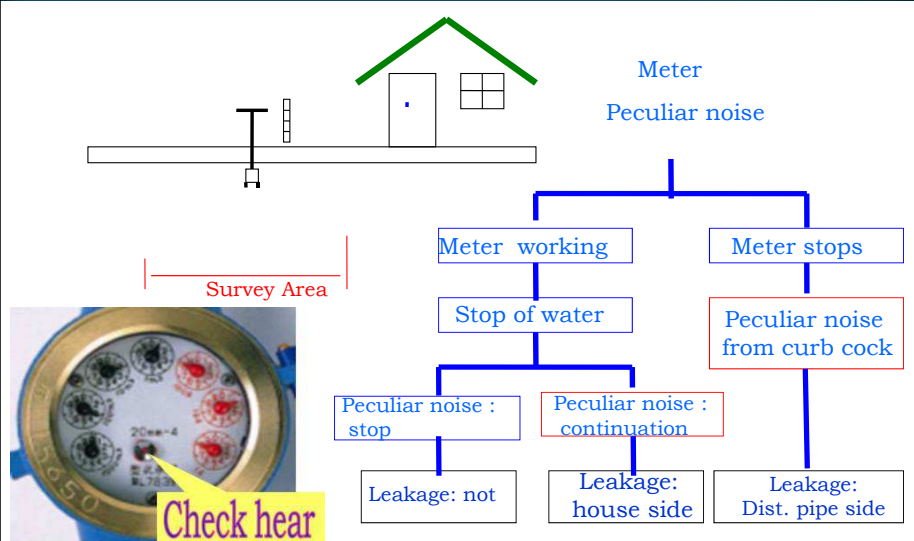 Meter
Peculiar noise
Meter working
Meter stops
Survey Area
Stop of water
Peculiar noise
from curb cock
Peculiar noise :
stop
Peculiar noise :
continuation
Leakage: not
Leakage:
house side
Leakage:
Dist. pipe side
20mm-4
Check hear